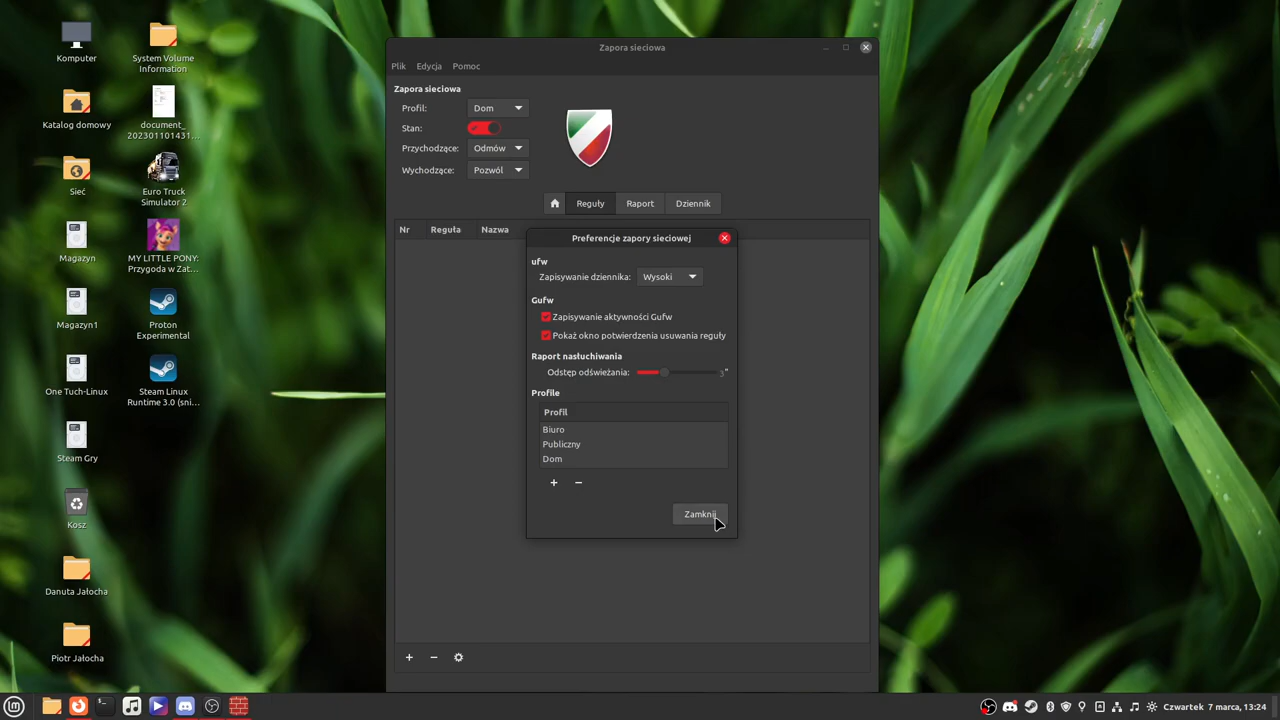 Komputer
System Volume
Information
Katalog domowy
document_
202301101431...
Sieć
Euro Truck
Simulator 2
Magazyn
MY LITTLE PONY:
Przygoda w Zat...
Magazyn1
Proton
Experimental
One Tuch-Linux
Steam Linux
Runtime 3.0 (sni...
Steam Gry
Kosz
Danuta Jałocha
Piotr Jałocha
Zapora sieciowa
Plik Edycja Pomoc
Zapora sieciowa
Profil: Dom
Stan:
Przychodzące: Odmów
Wychodzące: Pozwól
Reguły Raport Dziennik
Nr Reguła Nazwa
Preferencje zapory sieciowej
ufw
Zapisywanie dziennika: Wysoki
Gufw
Zapisywanie aktywności Gufw
Pokaż okno potwierdzenia usuwania reguły
Raport nasłuchiwania
Odstęp odświeżania: 3"
Profile
Profil
Biuro
Publiczny
Dom
+ −
Zamknij
+ −
Czwartek 7 marca, 13:24